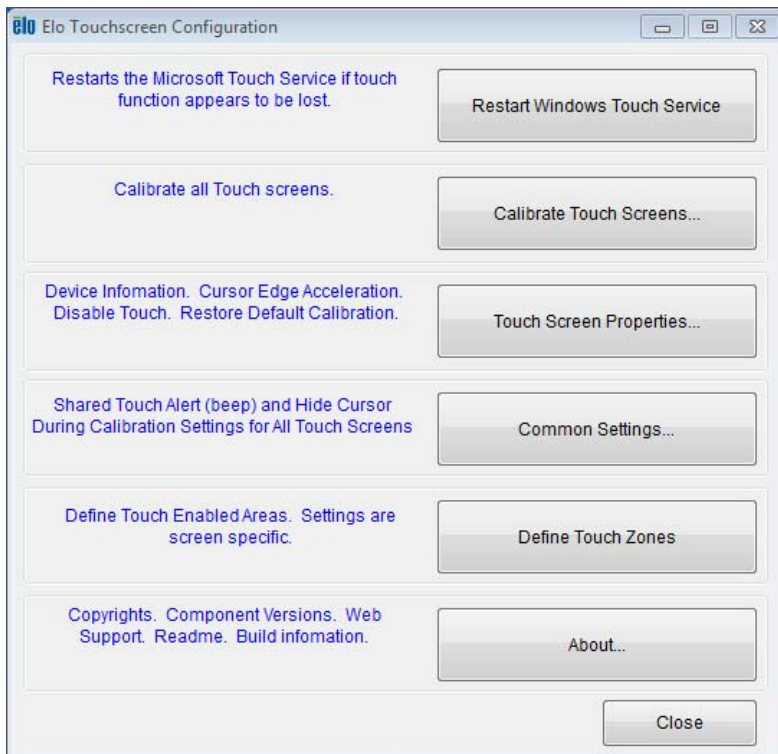 elo Elo Touchscreen Configuration
Restarts the Microsoft Touch Service if touch
function appears to be lost.
Restart Windows Touch Service
Calibrate all Touch screens.
Calibrate Touch Screens...
Device Infomation. Cursor Edge Acceleration.
Disable Touch. Restore Default Calibration.
Touch Screen Properties...
Shared Touch Alert (beep) and Hide Cursor
During Calibration Settings for All Touch Screens
Common Settings...
Define Touch Enabled Areas. Settings are
screen specific.
Define Touch Zones
Copyrights. Component Versions. Web
Support. Readme. Build infomation.
About...
Close